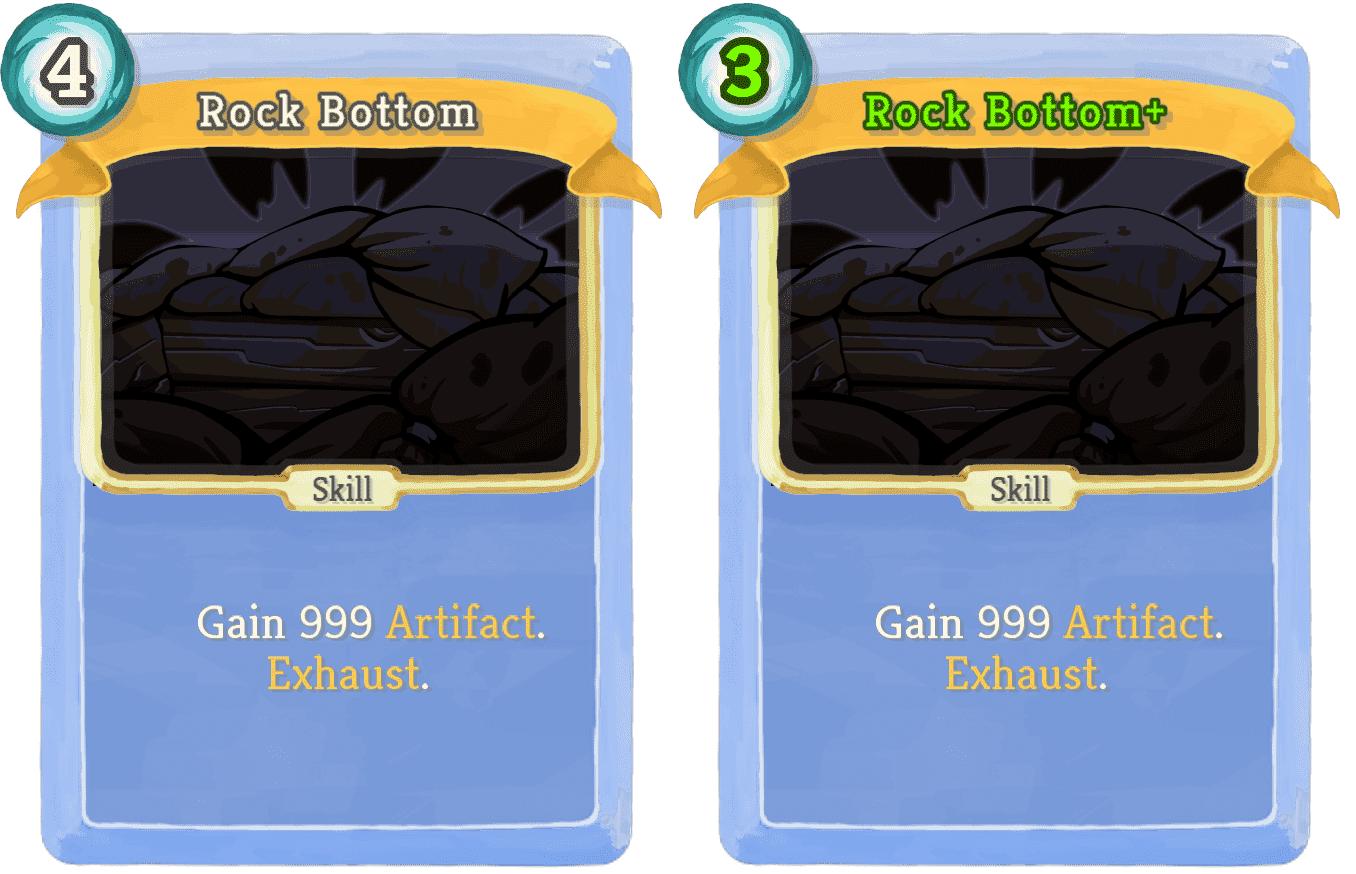 4
Rock Bottom
Skill
Gain 999 Artifact.
Exhaust.
3
Rock Bottom+
Skill
Gain 999 Artifact.
Exhaust.